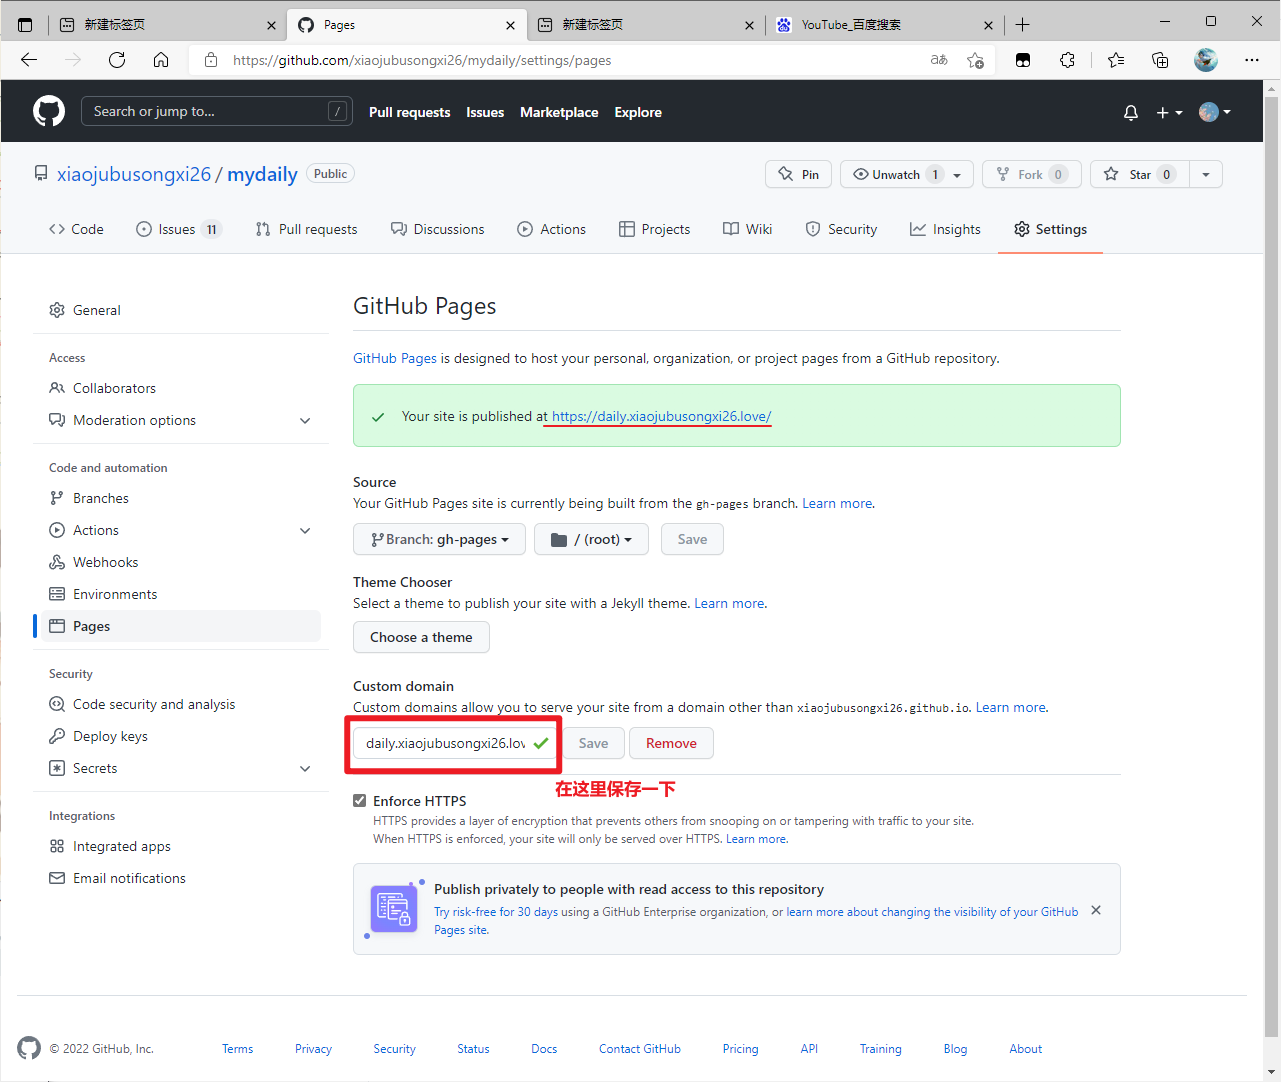 新建标签页
Pages
新建标签页
YouTube_百度搜索
https://github.com/xiaojubusongxi26/mydaily/settings/pages
aあ
Search or jump to...
/
Pull requests
Issues
Marketplace
Explore
xiaojubusongxi26 / mydaily
Public
Pin
Unwatch 1
Fork 0
Star 0
Code
Issues 11
Pull requests
Discussions
Actions
Projects
Wiki
Security
Insights
Settings
General
Access
Collaborators
Moderation options
Code and automation
Branches
Actions
Webhooks
Environments
Pages
Security
Code security and analysis
Deploy keys
Secrets
Integrations
Integrated apps
Email notifications
GitHub Pages
GitHub Pages is designed to host your personal, organization, or project pages from a GitHub repository.
Your site is published at https://daily.xiaojubusongxi26.love/
Source
Your GitHub Pages site is currently being built from the gh-pages branch. Learn more.
Branch: gh-pages
/ (root)
Save
Theme Chooser
Select a theme to publish your site with a Jekyll theme. Learn more.
Choose a theme
Custom domain
Custom domains allow you to serve your site from a domain other than xiaojubusongxi26.github.io. Learn more.
daily.xiaojubusongxi26.lov
Save
Remove
在这里保存一下
Enforce HTTPS
HTTPS provides a layer of encryption that prevents others from snooping on or tampering with traffic to your site.
When HTTPS is enforced, your site will only be served over HTTPS. Learn more.
Publish privately to people with read access to this repository
Try risk-free for 30 days using a GitHub Enterprise organization, or learn more about changing the visibility of your GitHub
Pages site.
© 2022 GitHub, Inc.
Terms
Privacy
Security
Status
Docs
Contact GitHub
Pricing
API
Training
Blog
About